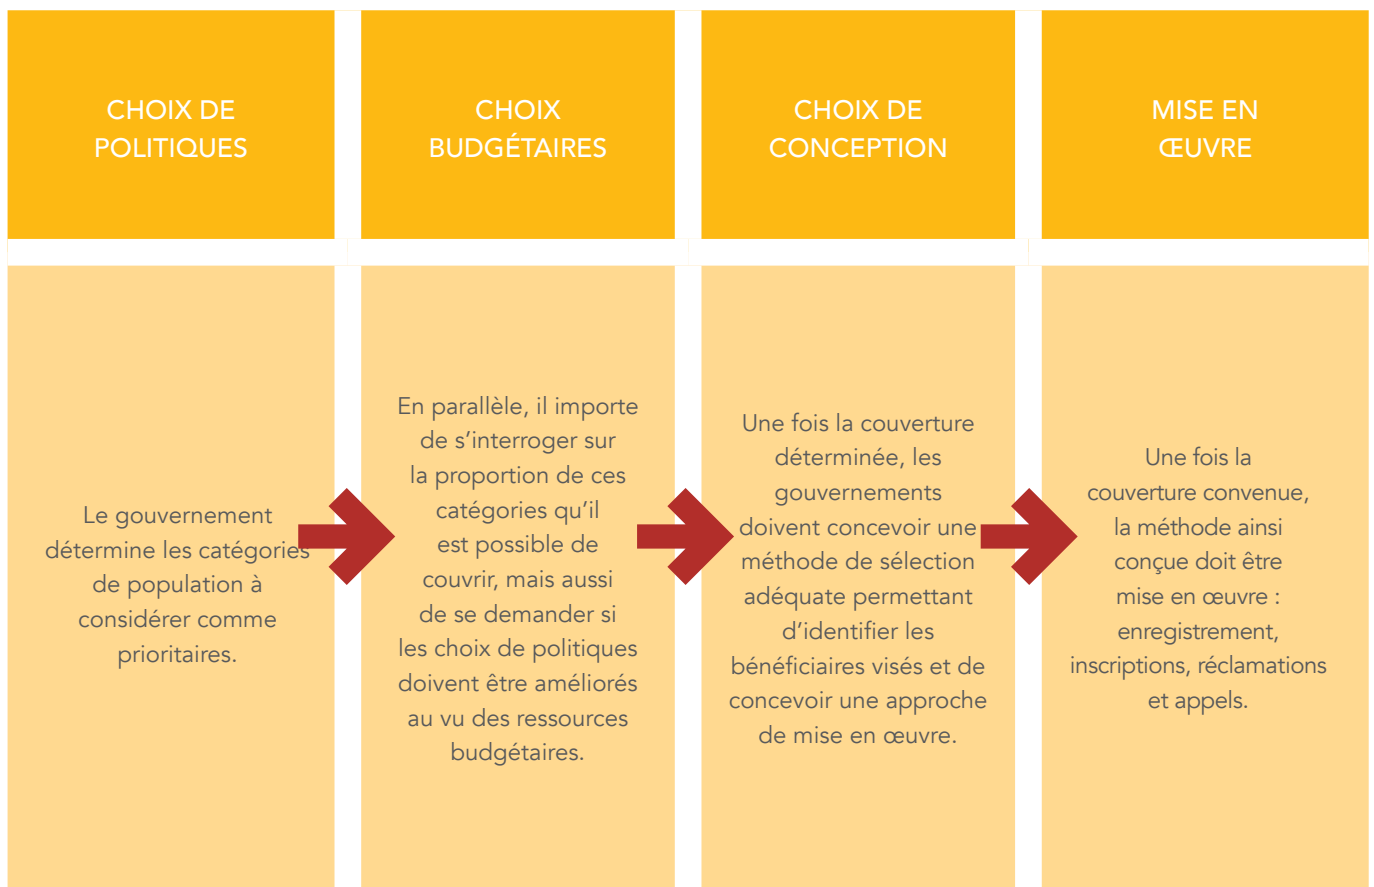 CHOIX DE
POLITIQUES
CHOIX
BUDGÉTAIRES
CHOIX DE
CONCEPTION
MISE EN
ŒUVRE
Le gouvernement
détermine les catégories
de population à
considérer comme
prioritaires.
En parallèle, il importe
de s’interroger sur
la proportion de ces
catégories qu’il
est possible de
couvrir, mais aussi
de se demander si
les choix de politiques
doivent être améliorés
au vu des ressources
budgétaires.
Une fois la couverture
déterminée, les
gouvernements
doivent concevoir une
méthode de sélection
adéquate permettant
d’identifier les
bénéficiaires visés et de
concevoir une approche
de mise en œuvre.
Une fois la
couverture convenue,
la méthode ainsi
conçue doit être
mise en œuvre :
enregistrement,
inscriptions, réclamations
et appels.